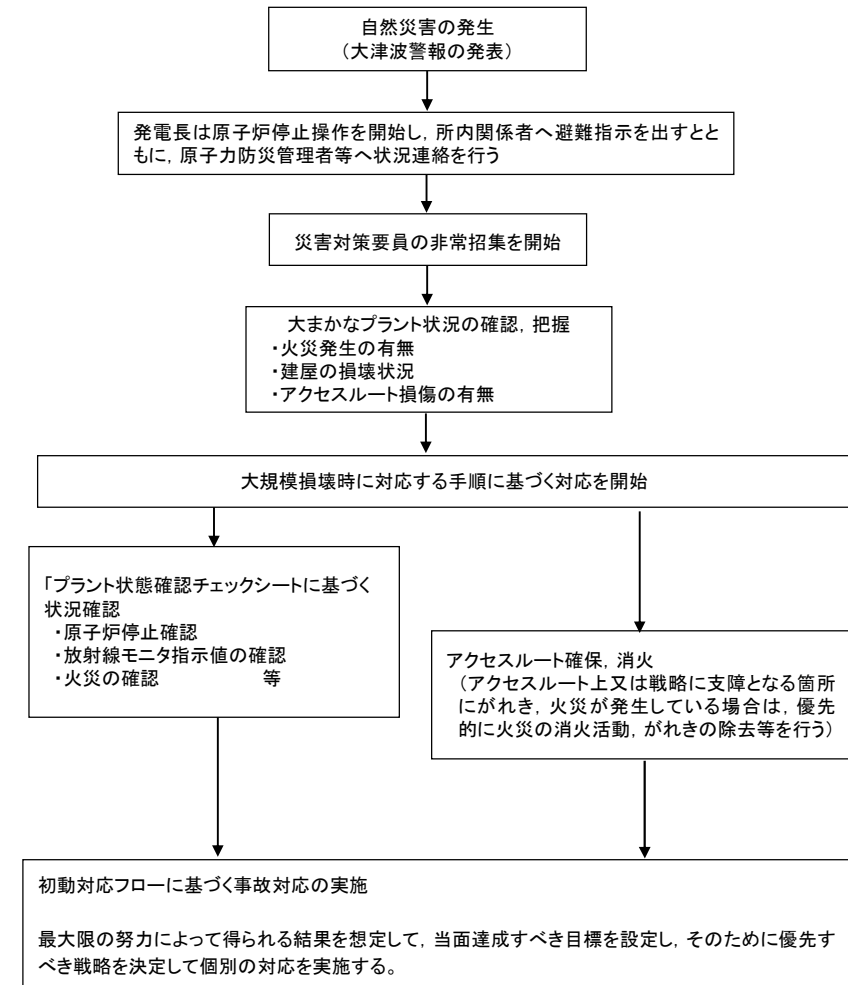 自然災害の発生
（大津波警報の発表）
発電長は原子炉停止操作を開始し，所内関係者へ避難指示を出すとと
もに，原子力防災管理者等へ状況連絡を行う
災害対策要員の非常招集を開始
大まかなプラント状況の確認，把握
・火災発生の有無
・建屋の損壊状況
・アクセスルート損傷の有無
大規模損壊時に対応する手順に基づく対応を開始
「プラント状態確認チェックシートに基づく
状況確認
・原子炉停止確認
・放射線モニタ指示値の確認
・火災の確認　　　　　等
アクセスルート確保，消火
（アクセスルート上又は戦略に支障となる箇所
にがれき，火災が発生している場合は，優先
的に火災の消火活動，がれきの除去等を行う）
初動対応フローに基づく事故対応の実施
最大限の努力によって得られる結果を想定して，当面達成すべき目標を設定し，そのために優先す
べき戦略を決定して個別の対応を実施する。